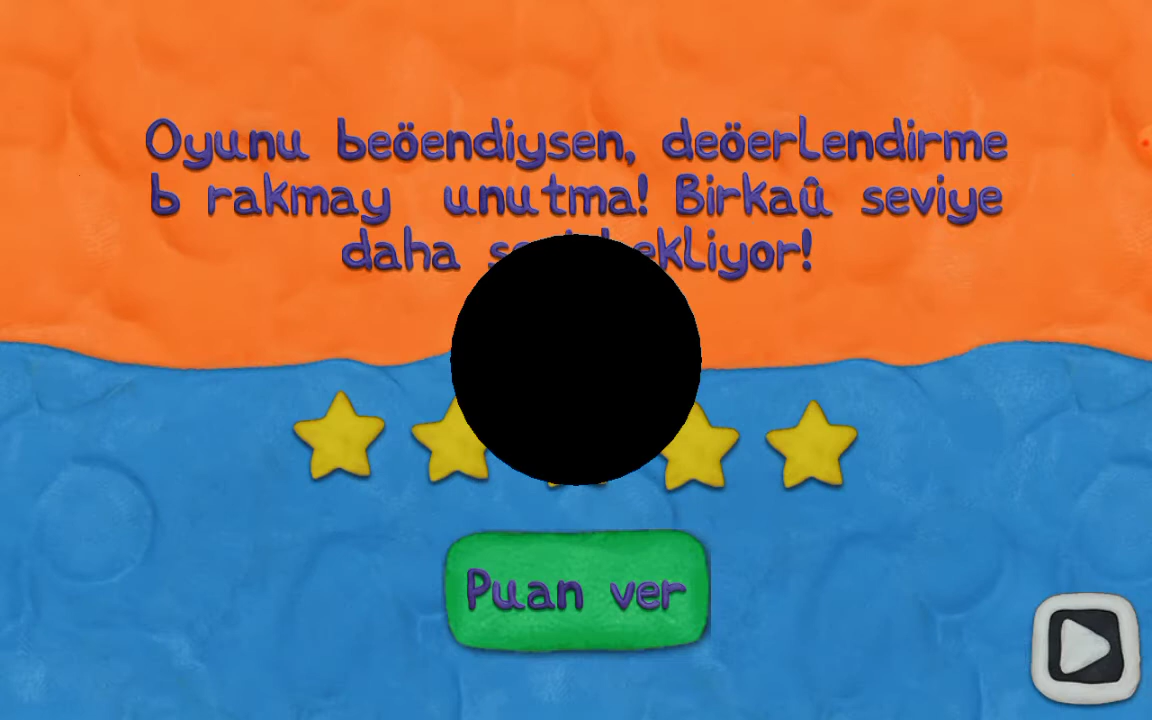 Oyunu beöendiysen, deöerlendirme
b rakmay unutma! Birkaû seviye
daha
Puan ver